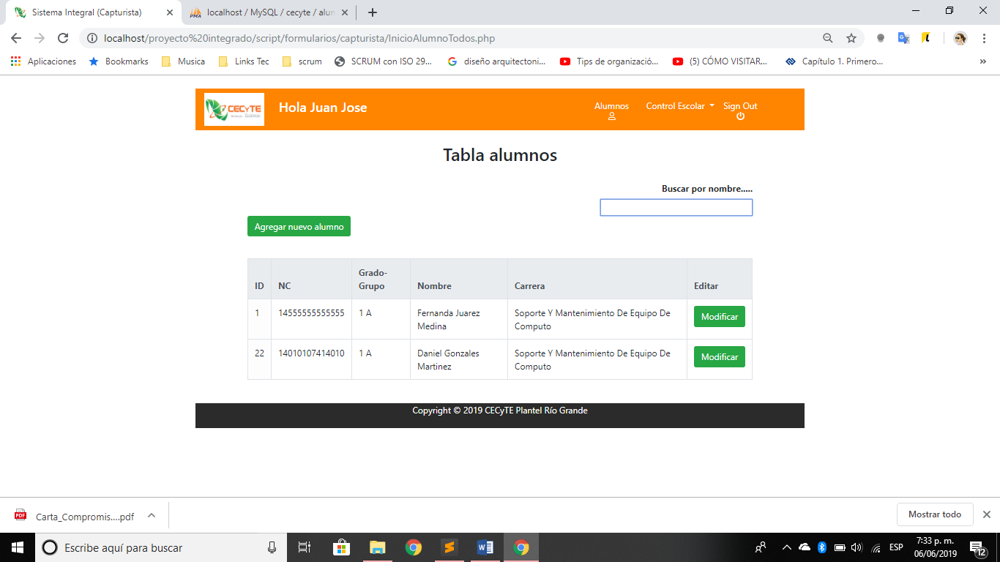 Sistema Integral (Capturista)
localhost / MySQL / cecyte / alun
localhost/proyecto%20integrado/script/formularios/capturista/InicioAlumnoTodos.php
Aplicaciones
Bookmarks
Musica
Links Tec
scrum
SCRUM con ISO 29...
diseño arquitectoni...
Tips de organizació...
(5) CÓMO VISITAR...
Capítulo 1. Primero...
»
CECyTE
Hola Juan Jose
Alumnos
Control Escolar
Sign Out
Tabla alumnos
Buscar por nombre.....
Agregar nuevo alumno
ID NC Grado-Grupo Nombre Carrera Editar
1 14555555555555 1 A Fernanda Juarez Medina Soporte Y Mantenimiento De Equipo De Computo Modificar
22 14010107414010 1 A Daniel Gonzales Martinez Soporte Y Mantenimiento De Equipo De Computo Modificar
Copyright © 2019 CECyTE Plantel Río Grande
PDF
Carta_Compromis....pdf
Mostrar todo
Escribe aquí para buscar
ESP
7:33 p. m.
06/06/2019
12